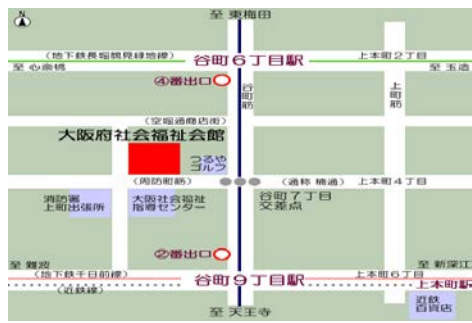 N
至 東梅田
(地下鉄長堀鶴見緑地線)
谷町6丁目駅
上本町2丁目
至 心斎橋
至 玉造
④番出口
谷町筋
上町筋
(空堀通商店街)
大阪府社会福祉会館
つるや
ゴルフ
(周防町筋)
(通称 楠通)
上本町4丁目
消防署
上町出張所
大阪社会福祉
指導センター
谷町7丁目
交差点
②番出口
至 難波
至 新深江
(地下鉄千日前線)
谷町9丁目駅
上本町6丁目
上本町駅
(近鉄線)
至 天王寺
近鉄
百貨店